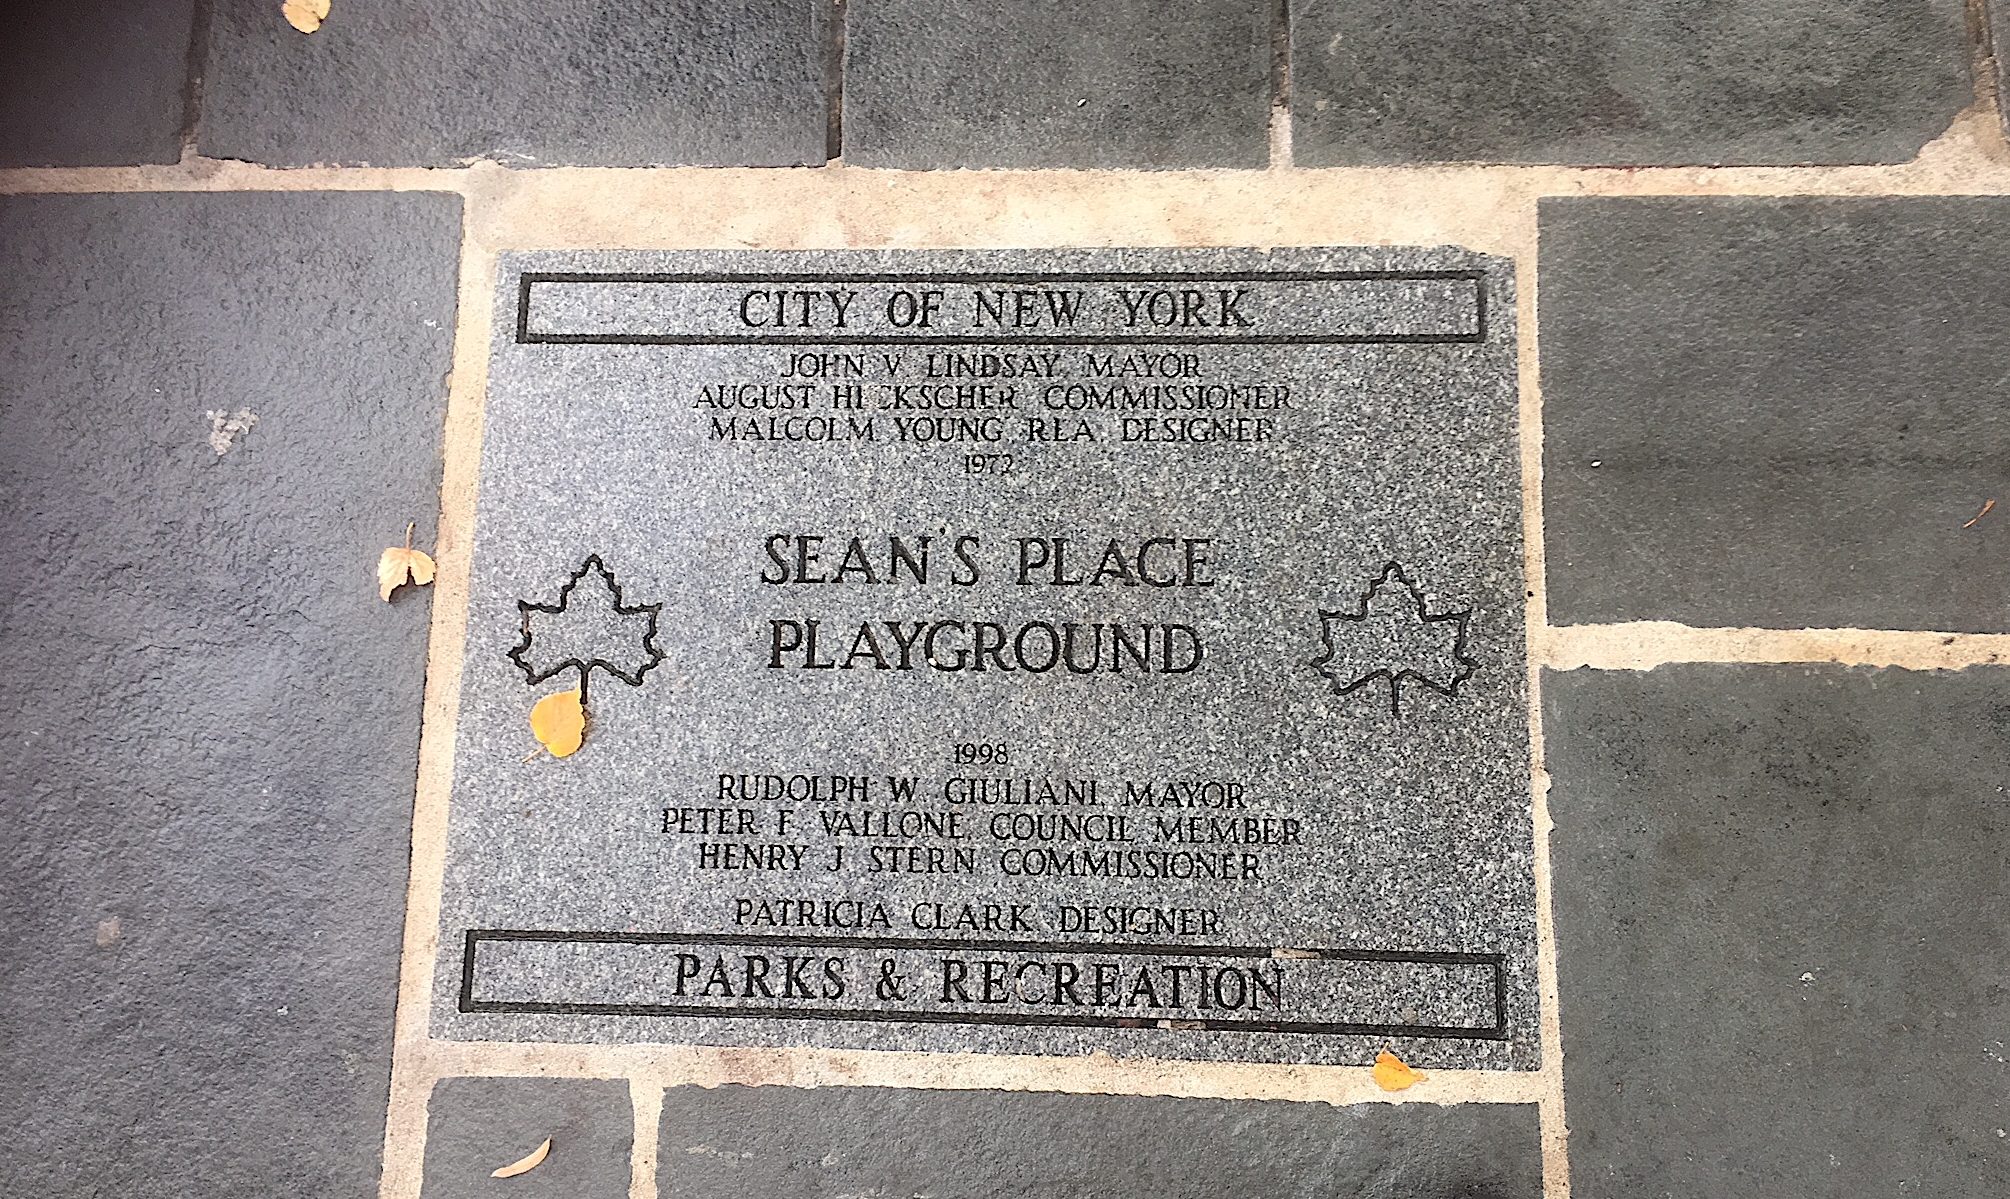 CITY OF NEW YORK
JOHN V. LINDSAY, MAYOR
AUGUST HECKSCHER COMMISSIONER
MALCOLM YOUNG R.L.A. DESIGNER
1972
SEAN'S PLACE
PLAYGROUND
1998
RUDOLPH W. GIULIANI, MAYOR
PETER F. VALLONE, COUNCIL MEMBER
HENRY J. STERN COMMISSIONER
PATRICIA CLARK DESIGNER
PARKS & RECREATION